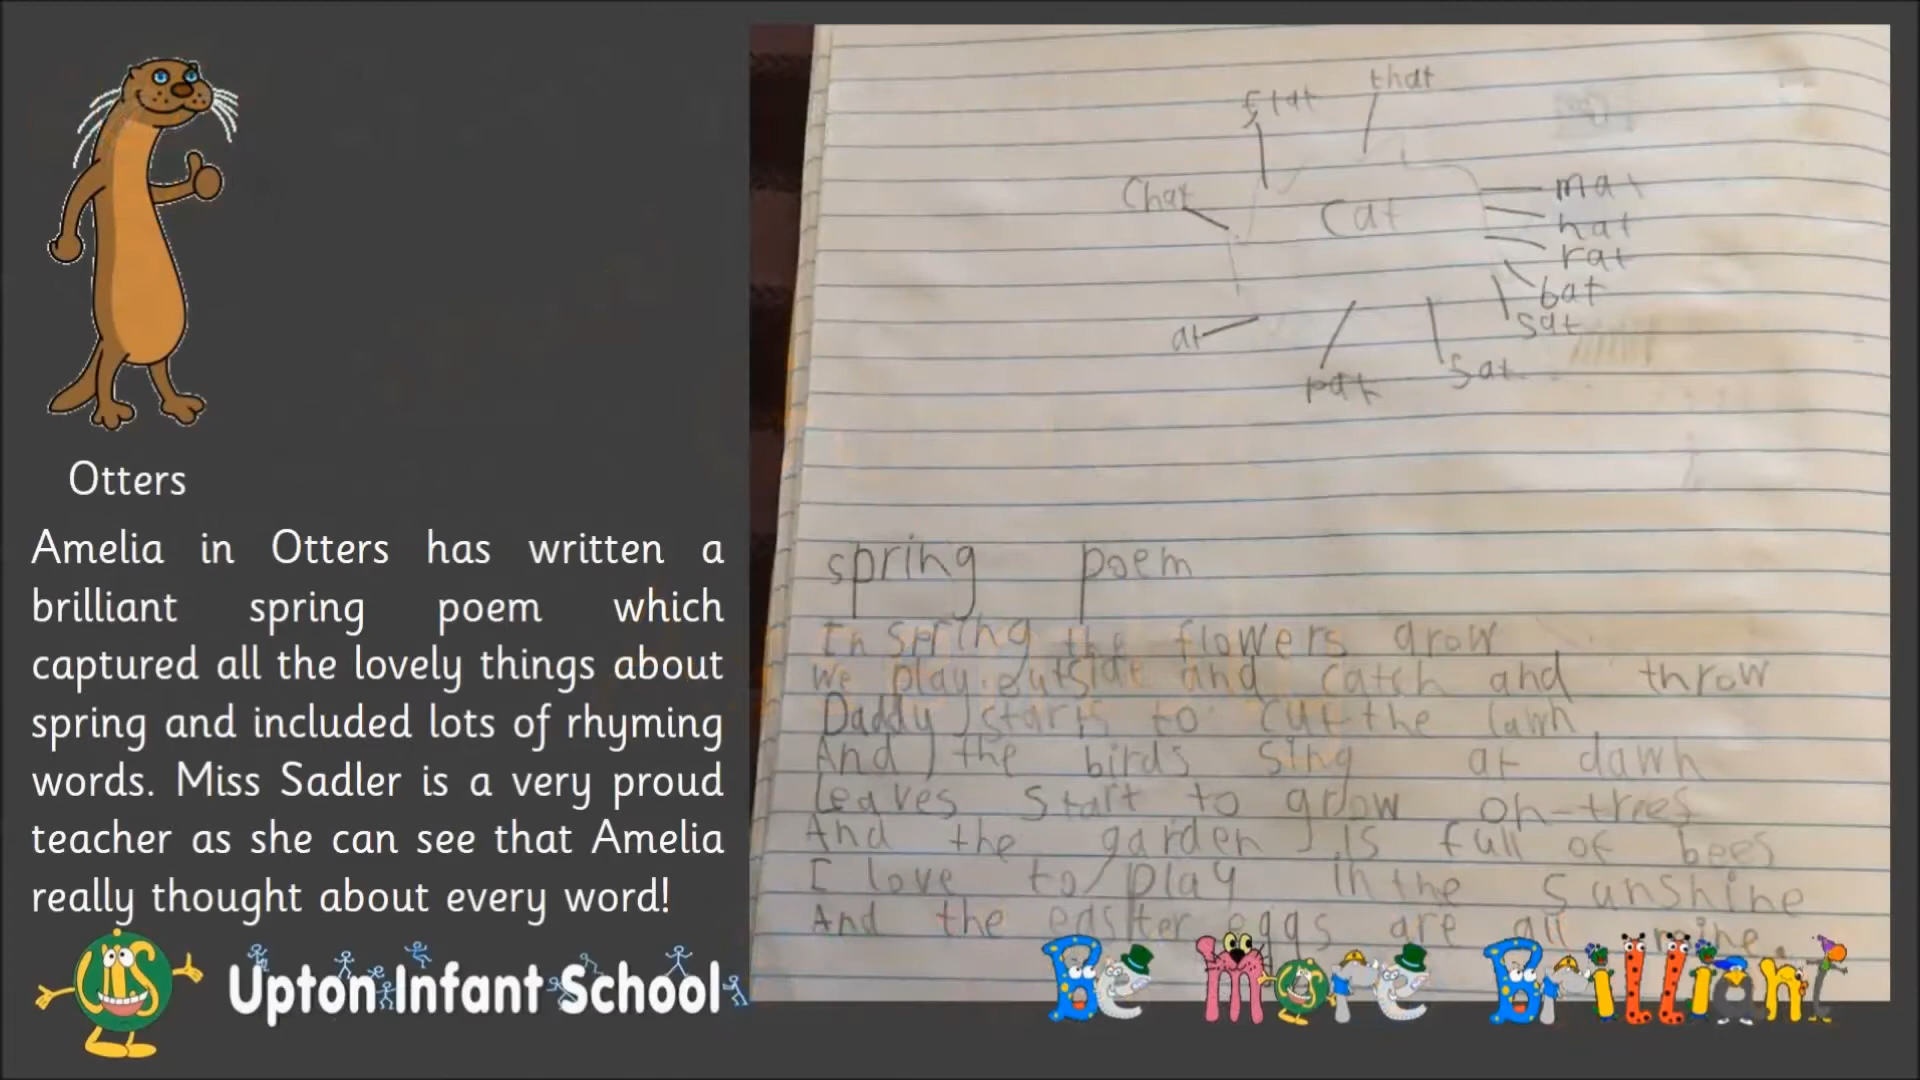 Otters
Amelia in Otters has written a
brilliant spring poem which
captured all the lovely things about
spring and included lots of rhyming
words. Miss Sadler is a very proud
teacher as she can see that Amelia
really thought about every word!
UIS
Upton Infant School
that
Chat
Cat
mat
hat
rat
bat
sat
sat
at
pat
spring poem
In spring the flowers grow
We play outside and catch and throw
Daddy starts to cut the lawn
And the birds sing at dawn
Leaves start to grow on trees
And the garden is full of bees
I love to play in the sunshine
And the easter eggs are all mine.
Be More Brilliant